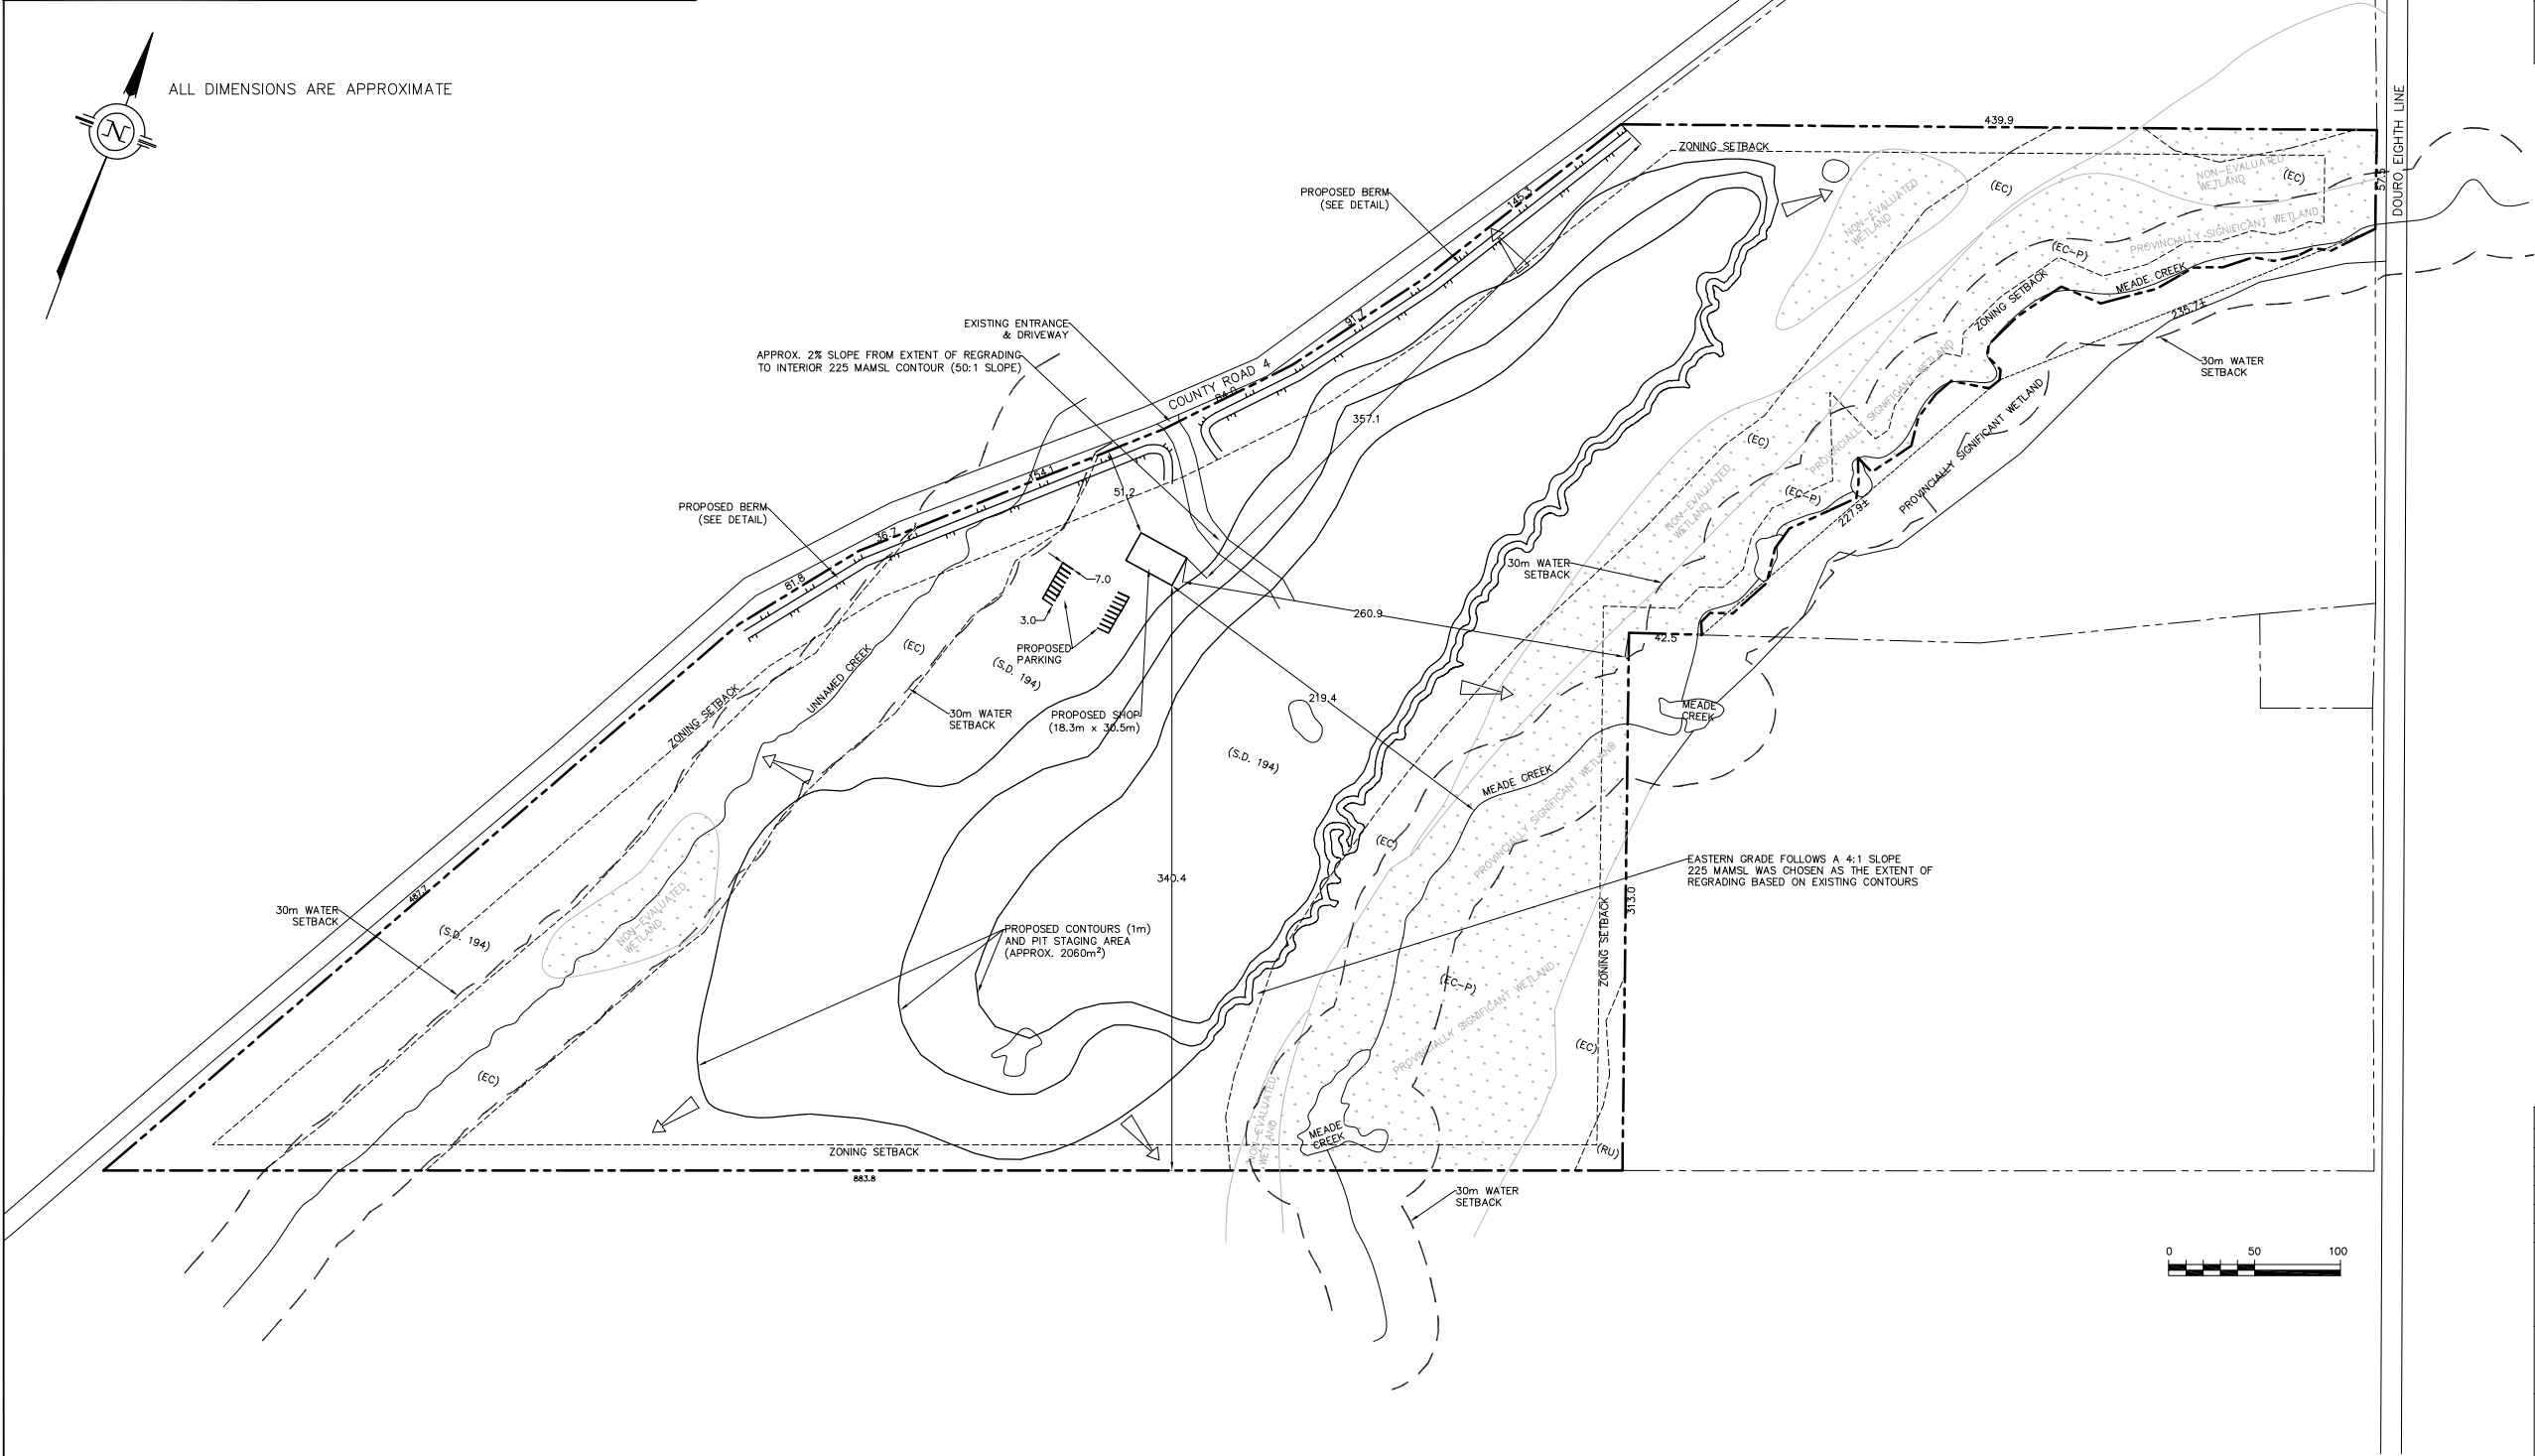 ALL DIMENSIONS ARE APPROXIMATE
N
439.9
DOURO EIGHTH LINE
57.5
ZONING SETBACK
NON-EVALUATED
WETLAND
(EC)
(EC)
NON-EVALUATED
WETLAND
PROVINCIALLY SIGNIFICANT WETLAND
PROPOSED BERM
(SEE DETAIL)
145.3
(EC-P)
MEADE CREEK
ZONING SETBACK
235.7±
30m WATER
SETBACK
EXISTING ENTRANCE
& DRIVEWAY
91.7
APPROX. 2% SLOPE FROM EXTENT OF REGRADING
TO INTERIOR 225 MAMSL CONTOUR (50:1 SLOPE)
COUNTY ROAD 4
357.1
PROVINCIALLY SIGNIFICANT WETLAND
PROVINCIALLY SIGNIFICANT WETLAND
(EC)
154.1
51.2
(EC-P)
NON-EVALUATED
WETLAND
227.9±
PROPOSED BERM
(SEE DETAIL)
36.7
81.8
7.0
3.0
30m WATER
SETBACK
260.9
42.5
PROPOSED
PARKING
(EC)
(S.D. 194)
UNNAMED CREEK
ZONING SETBACK
30m WATER
SETBACK
PROPOSED SHOP
(18.3m x 30.5m)
219.4
MEADE
CREEK
(S.D. 194)
MEADE CREEK
PROVINCIALLY SIGNIFICANT WETLAND
(EC)
EASTERN GRADE FOLLOWS A 4:1 SLOPE
225 MAMSL WAS CHOSEN AS THE EXTENT OF
REGRADING BASED ON EXISTING CONTOURS
340.4
487.7
313.0
30m WATER
SETBACK
(S.D. 194)
NON-EVALUATED
WETLAND
PROPOSED CONTOURS (1m)
AND PIT STAGING AREA
(APPROX. 2060m²)
ZONING SETBACK
(EC-P)
PROVINCIALLY SIGNIFICANT WETLAND
(EC)
(EC)
NON-EVALUATED
WETLAND
MEADE
CREEK
ZONING SETBACK
(RU)
883.8
30m WATER
SETBACK
0 50 100